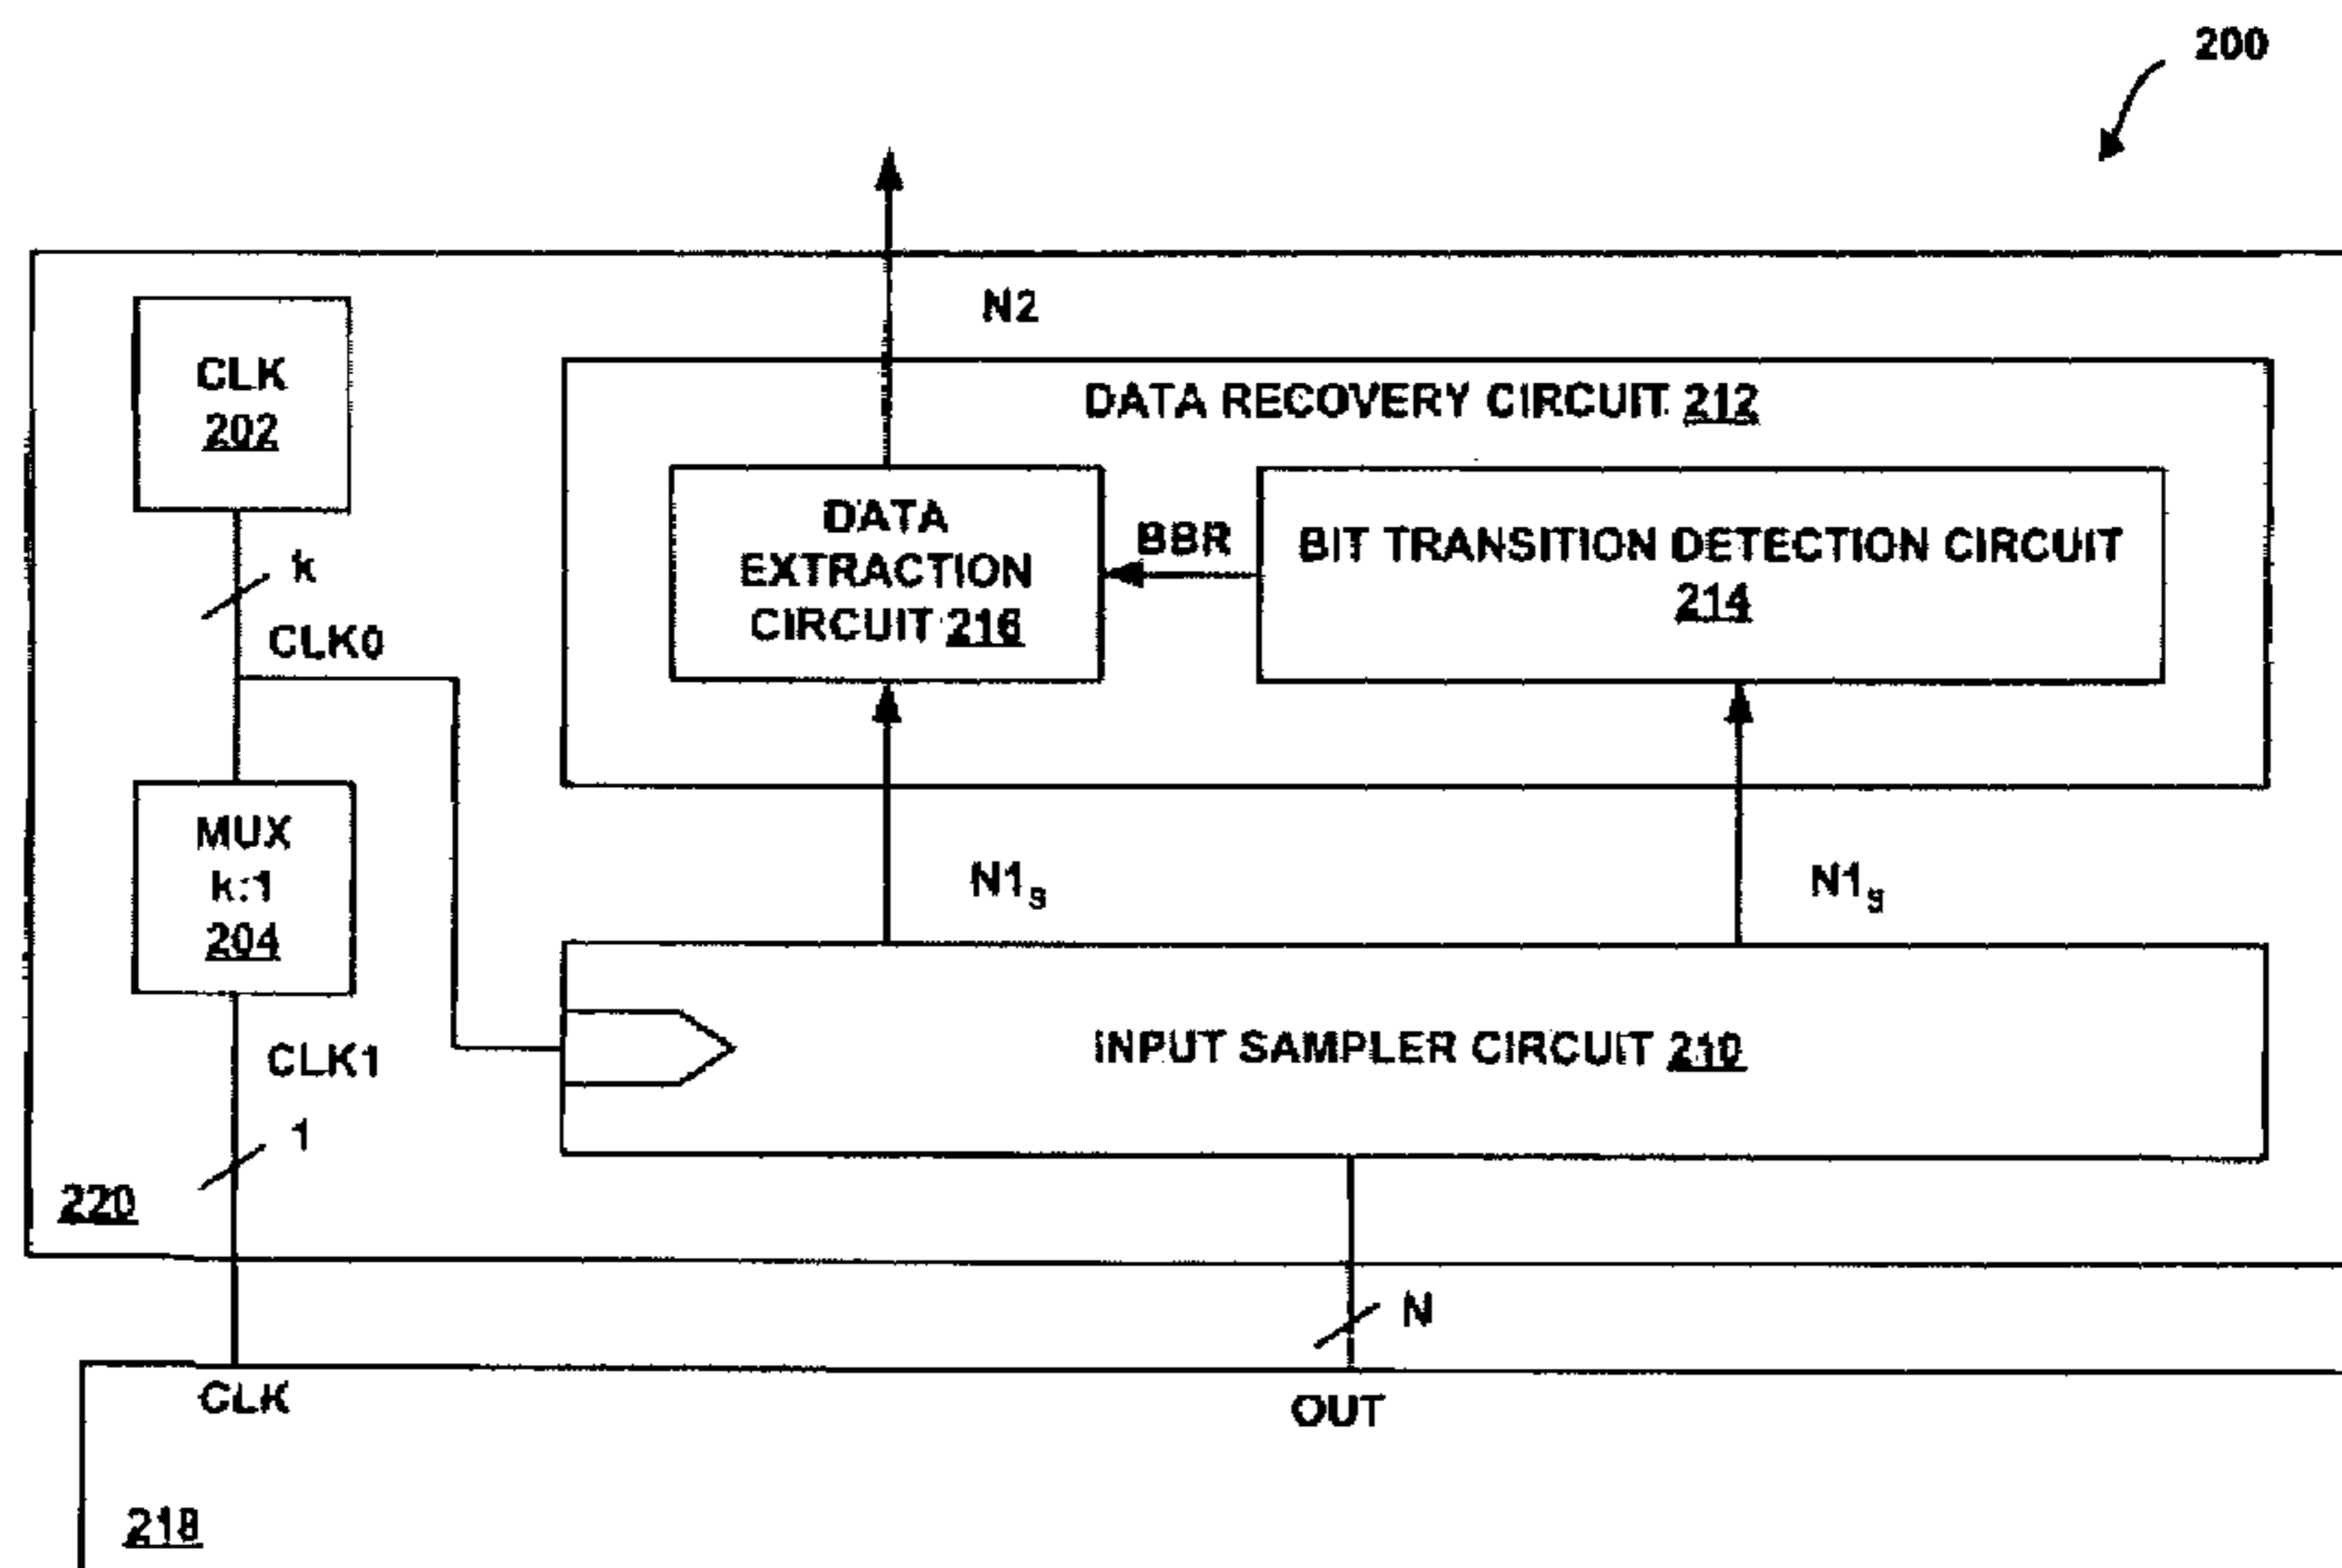 200
N2
CLK
202
DATA RECOVERY CIRCUIT 212
DATA
EXTRACTION
CIRCUIT 216
BBR
BIT TRANSITION DETECTION CIRCUIT
214
k
CLK0
MUX
k:1
204
N1s
N1s
CLK1
INPUT SAMPLER CIRCUIT 210
1
220
N
CLK
OUT
218